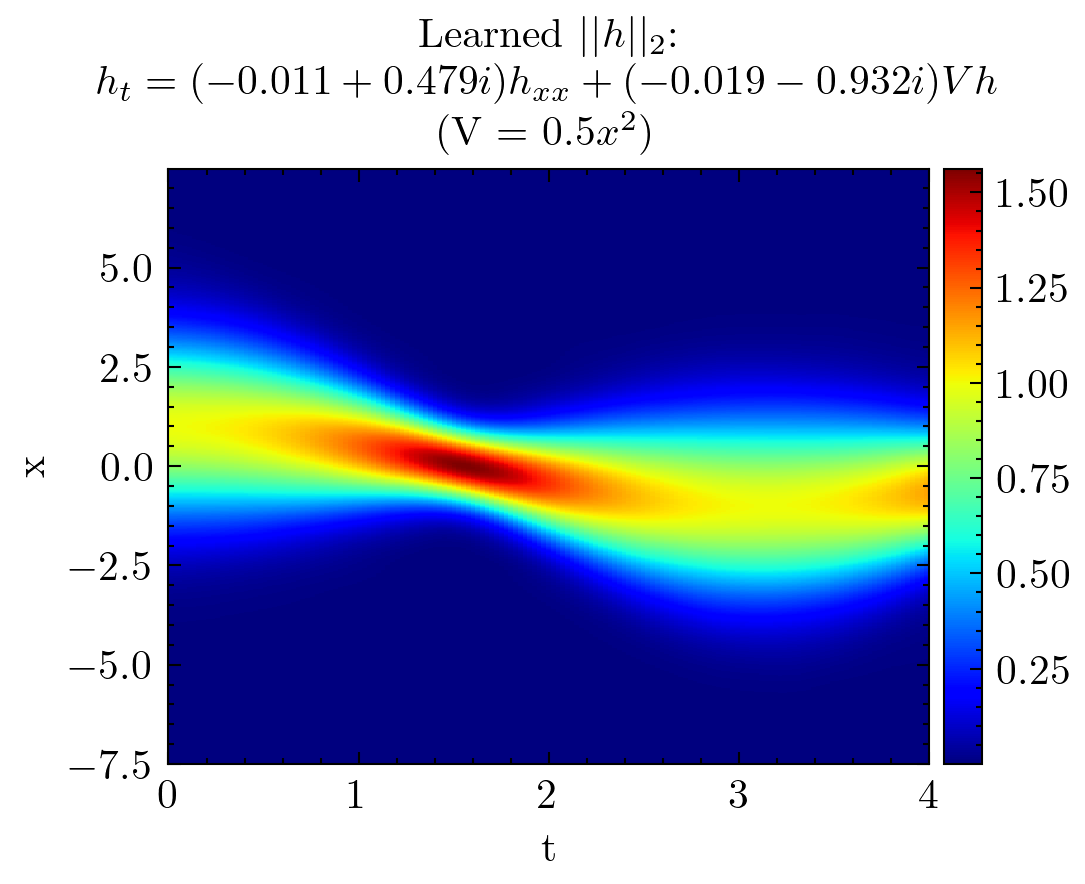 Learned ||h||₂:
hₜ = (−0.011 + 0.479i)hₓₓ + (−0.019 − 0.932i)Vh
(V = 0.5x²)
5.0
2.5
0.0
−2.5
−5.0
−7.5
x
0 1 2 3 4
t
1.50
1.25
1.00
0.75
0.50
0.25